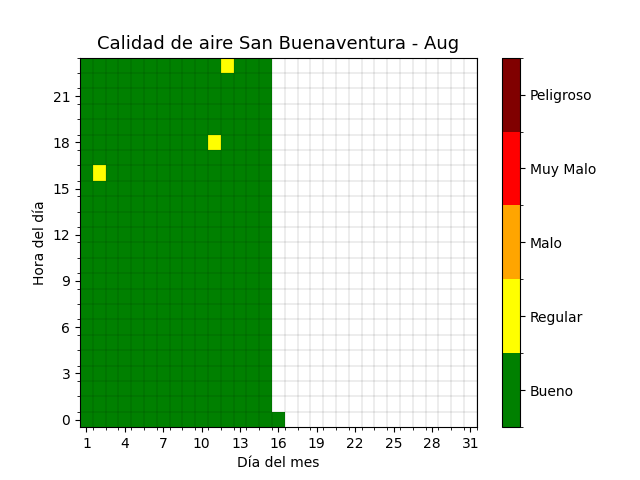 Calidad de aire San Buenaventura - Aug
Hora del día
21
18
15
12
9
6
3
0
1 4 7 10 13 16 19 22 25 28 31
Día del mes
Peligroso
Muy Malo
Malo
Regular
Bueno